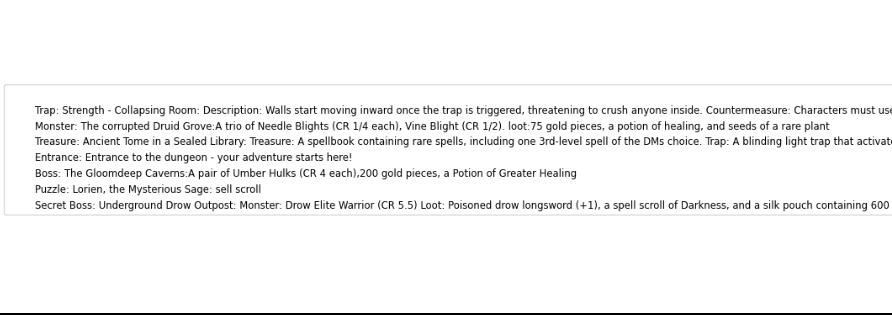 Trap: Strength - Collapsing Room: Description: Walls start moving inward once the trap is triggered, threatening to crush anyone inside. Countermeasure: Characters must use
Monster: The corrupted Druid Grove:A trio of Needle Blights (CR 1/4 each), Vine Blight (CR 1/2). loot:75 gold pieces, a potion of healing, and seeds of a rare plant
Treasure: Ancient Tome in a Sealed Library: Treasure: A spellbook containing rare spells, including one 3rd-level spell of the DMs choice. Trap: A blinding light trap that activate
Entrance: Entrance to the dungeon - your adventure starts here!
Boss: The Gloomdeep Caverns:A pair of Umber Hulks (CR 4 each),200 gold pieces, a Potion of Greater Healing
Puzzle: Lorien, the Mysterious Sage: sell scroll
Secret Boss: Underground Drow Outpost: Monster: Drow Elite Warrior (CR 5.5) Loot: Poisoned drow longsword (+1), a spell scroll of Darkness, and a silk pouch containing 600